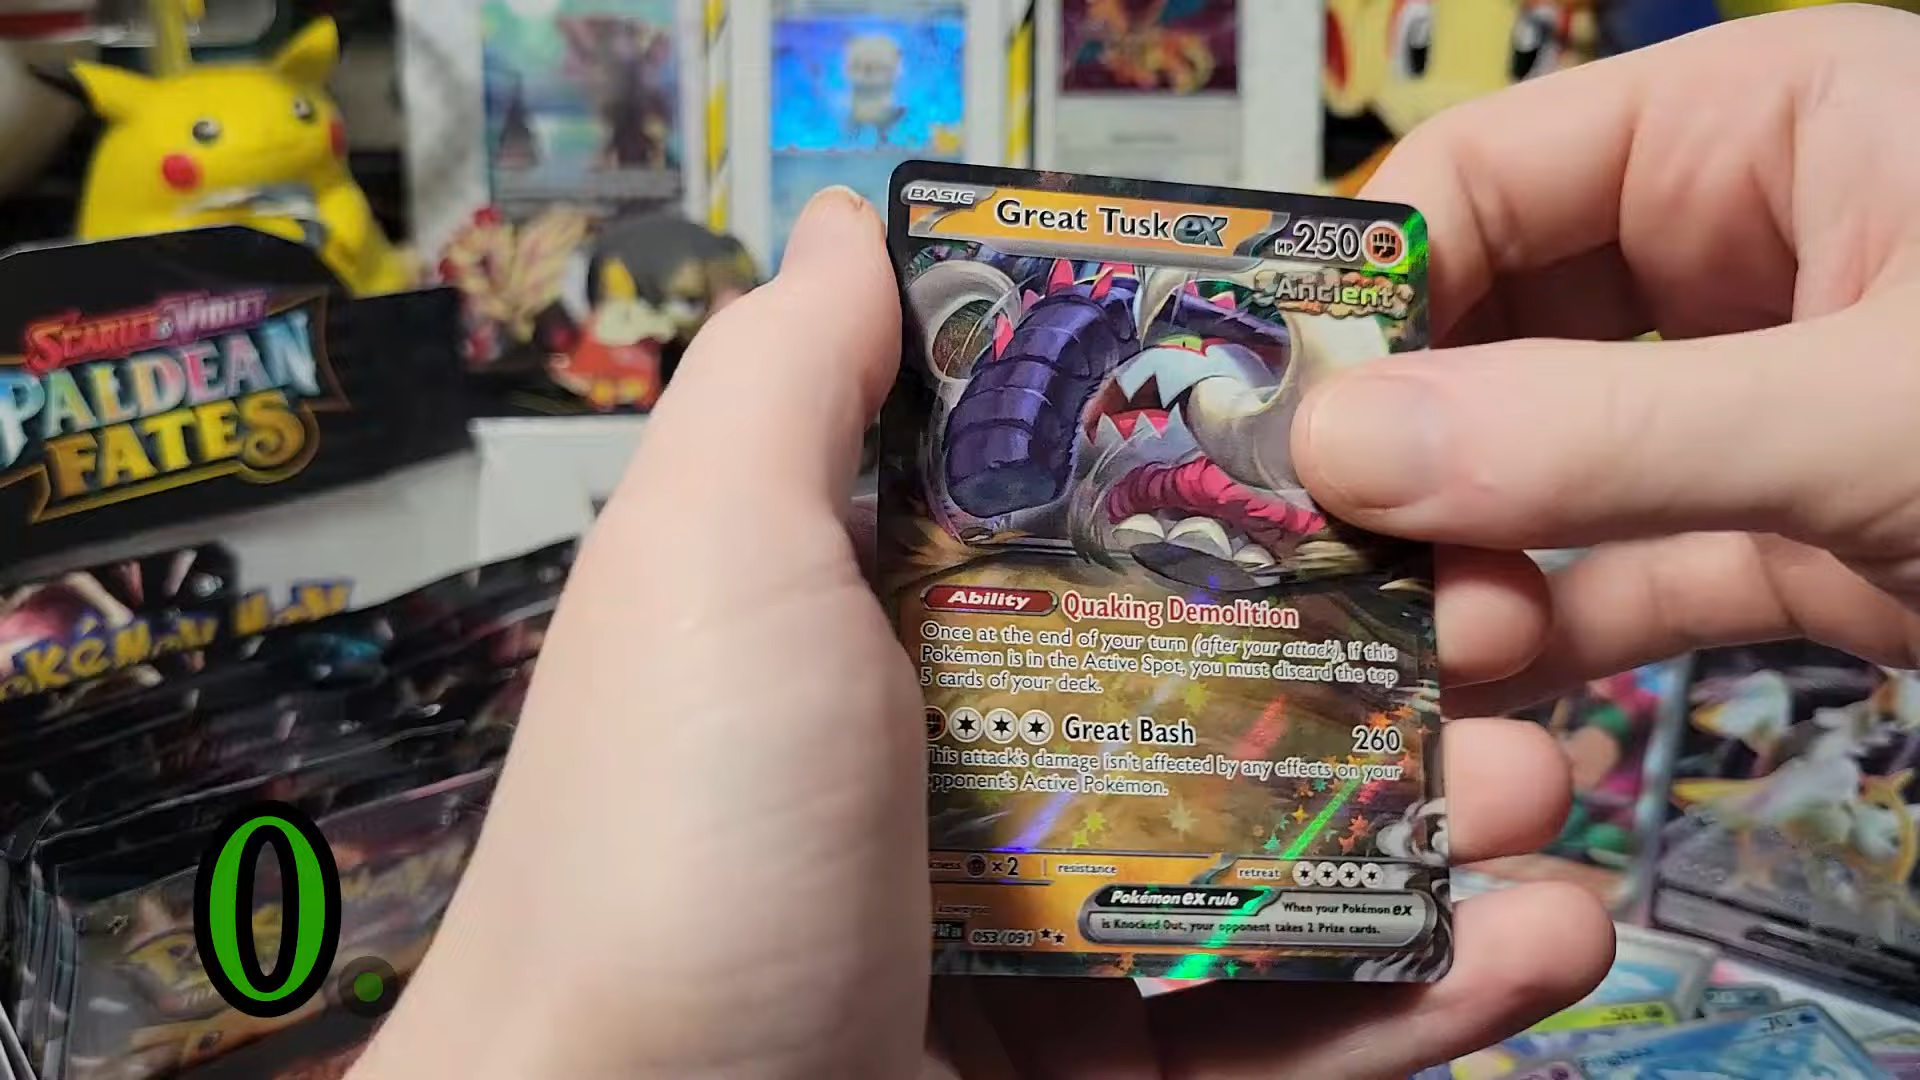 SCARLET & VIOLET
PALDEAN
FATES
BASIC
Great Tusk ex
HP 250
Ancient
Ability Quaking Demolition
Once at the end of your turn (after your attack), if this
Pokémon is in the Active Spot, you must discard the top
5 cards of your deck.
Great Bash 260
This attack's damage isn't affected by any effects on your
pponent's Active Pokémon.
×2 resistance retreat
Pokémon ex rule
When your Pokémon ex
is Knocked Out, your opponent takes 2 Prize cards.
053/091
0.